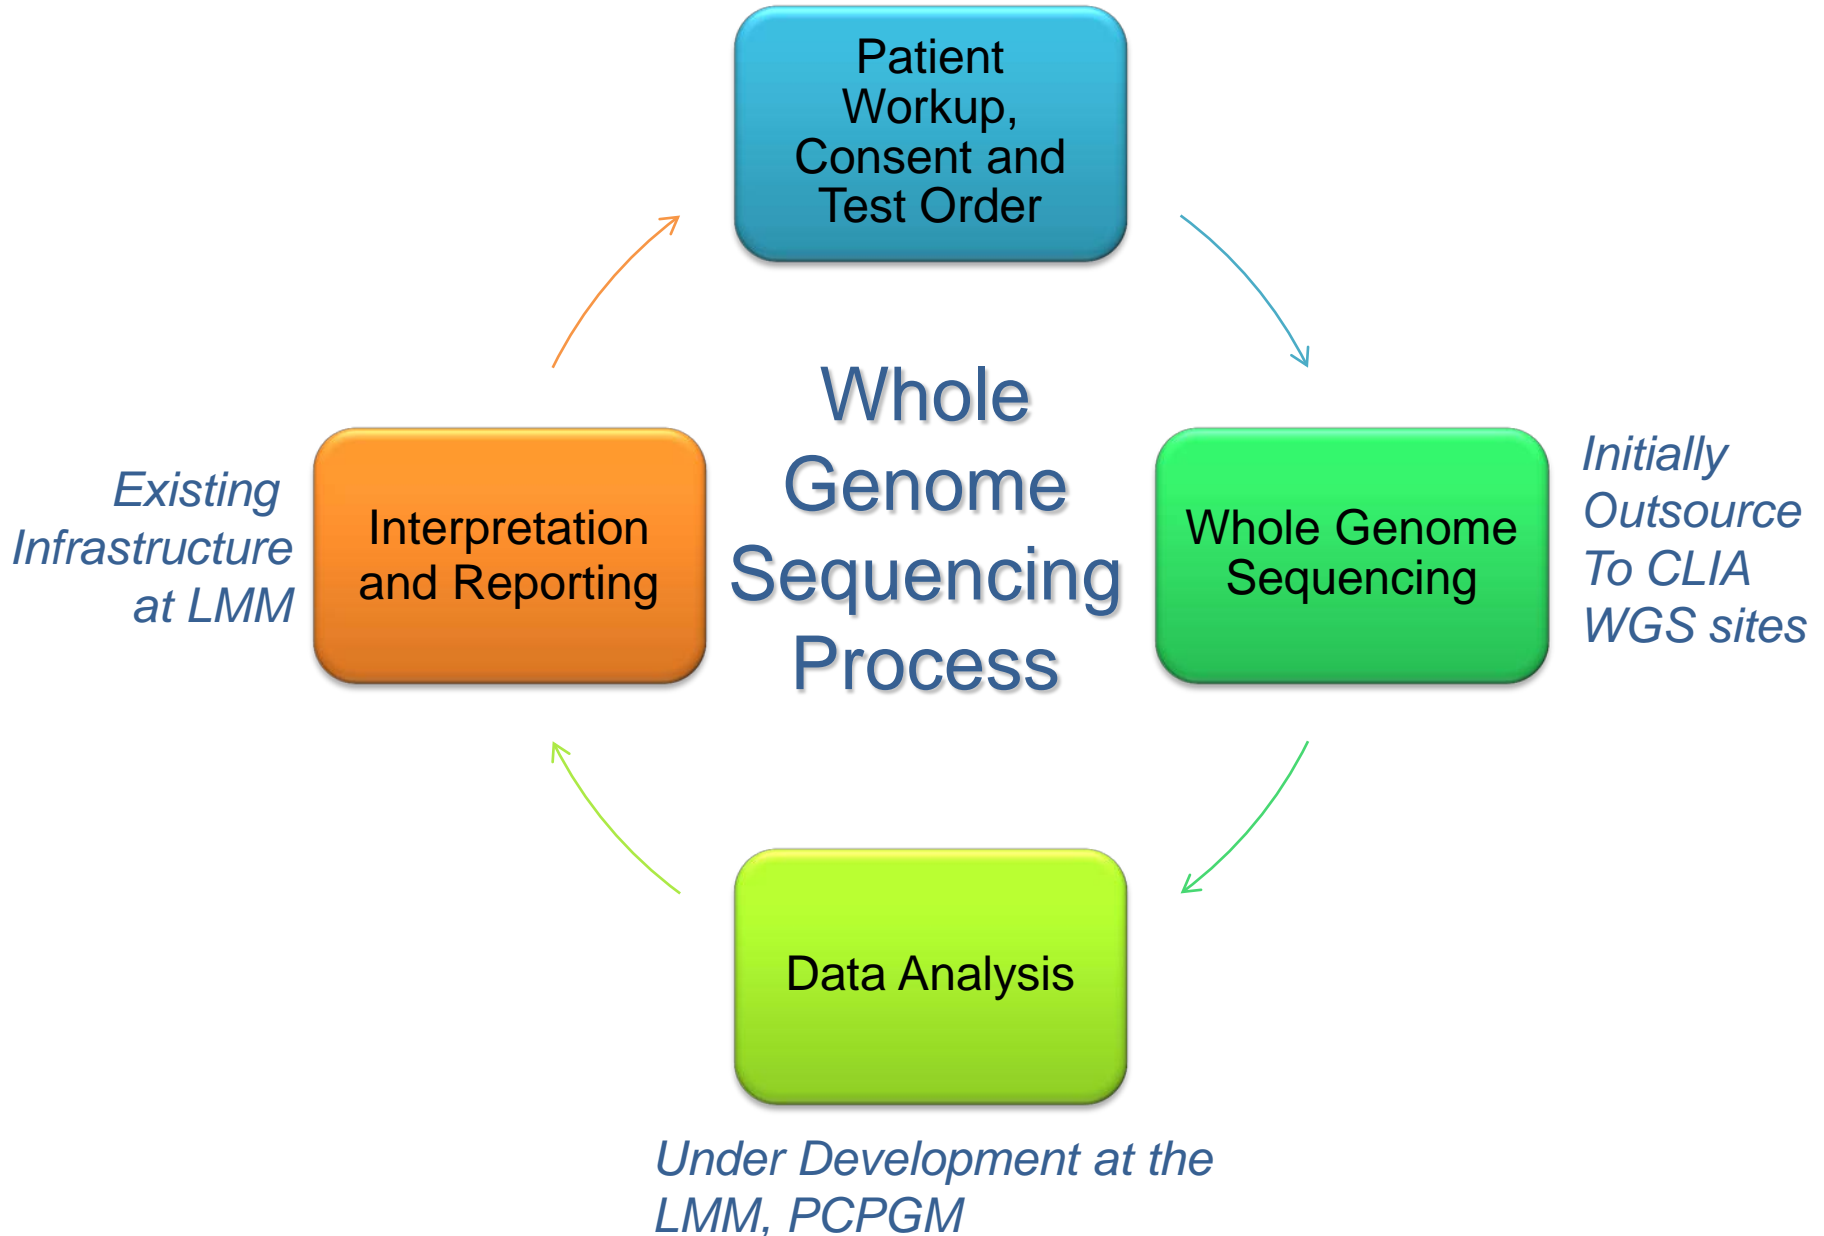 Patient
Workup,
Consent and
Test Order
Whole
Genome
Sequencing
Process
Existing
Infrastructure
at LMM
Interpretation
and Reporting
Whole Genome
Sequencing
Initially
Outsource
To CLIA
WGS sites
Data Analysis
Under Development at the
LMM, PCPGM